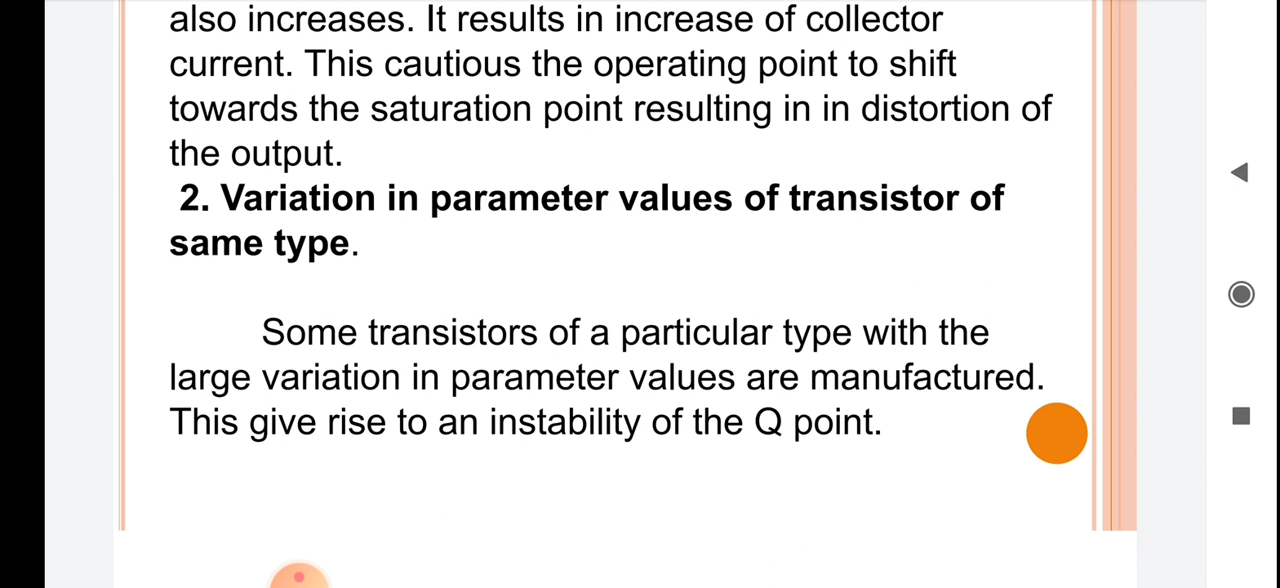 also increases. It results in increase of collector
current. This cautious the operating point to shift
towards the saturation point resulting in in distortion of
the output.
2. Variation in parameter values of transistor of
same type.
Some transistors of a particular type with the
large variation in parameter values are manufactured.
This give rise to an instability of the Q point.